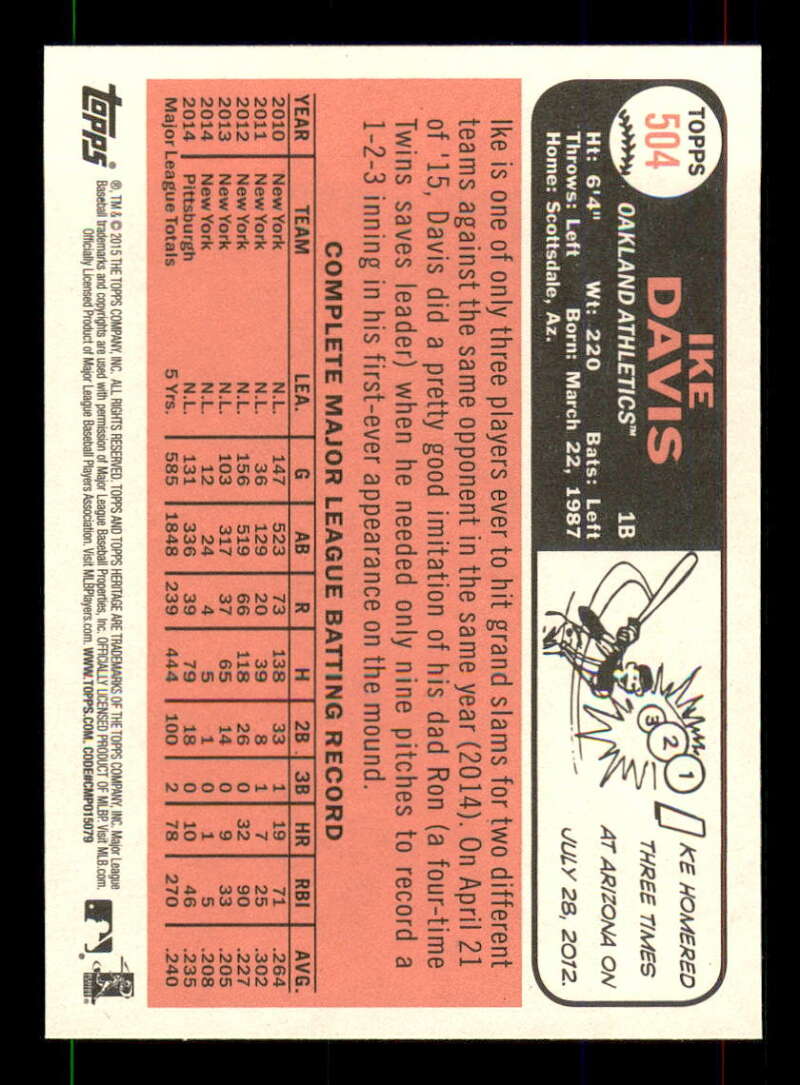 TOPPS
504
IKE
DAVIS
OAKLAND ATHLETICS™ 1B
Ht: 6'4" Wt: 220 Bats: Left
Throws: Left Born: March 22, 1987
Home: Scottsdale, Az.
1
2
3
IKE HOMERED
THREE TIMES
AT ARIZONA ON
JULY 28, 2012.
Ike is one of only three players ever to hit grand slams for two different
teams against the same opponent in the same year (2014). On April 21
of '15, Davis did a pretty good imitation of his dad Ron (a four-time
Twins saves leader) when he needed only nine pitches to record a
1-2-3 inning in his first-ever appearance on the mound.
COMPLETE MAJOR LEAGUE BATTING RECORD
YEAR TEAM LEA. G AB R H 2B 3B HR RBI AVG.
2010 New York N.L. 147 523 73 138 33 1 19 71 .264
2011 New York N.L. 36 129 20 39 8 1 7 25 .302
2012 New York N.L. 156 519 66 118 26 0 32 90 .227
2013 New York N.L. 103 317 37 65 14 0 9 33 .205
2014 New York N.L. 12 24 4 5 1 0 1 5 .208
2014 Pittsburgh N.L. 131 336 39 79 18 0 10 46 .235
Major League Totals 5 Yrs. 585 1848 239 444 100 2 78 270 .240
topps®
®, TM & © 2015 THE TOPPS COMPANY, INC. ALL RIGHTS RESERVED. TOPPS AND TOPPS HERITAGE ARE TRADEMARKS OF THE TOPPS COMPANY, INC. Major League
Baseball trademarks and copyrights are used with permission of Major League Baseball Properties, Inc. OFFICIALLY LICENSED PRODUCT OF MLBP. Visit MLB.com.
Officially Licensed Product of Major League Baseball Players Association. Visit MLBPlayers.com. WWW.TOPPS.COM. CODE#CMP015079